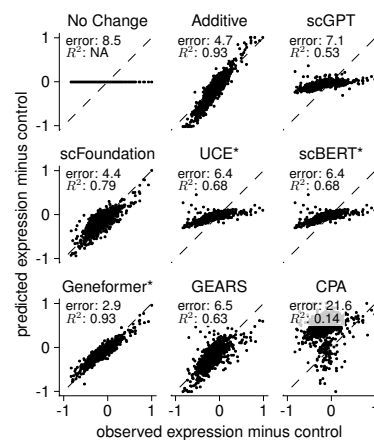 No Change
Additive
scGPT
error: 8.5
R²: NA
error: 4.7
R²: 0.93
error: 7.1
R²: 0.53
1
0
-1
scFoundation
UCE*
scBERT*
error: 4.4
R²: 0.79
error: 6.4
R²: 0.68
error: 6.4
R²: 0.68
1
0
-1
Geneformer*
GEARS
CPA
error: 2.9
R²: 0.93
error: 6.5
R²: 0.63
error: 21.6
R²: 0.14
1
0
-1
-1 0 1
-1 0 1
-1 0 1
predicted expression minus control
observed expression minus control